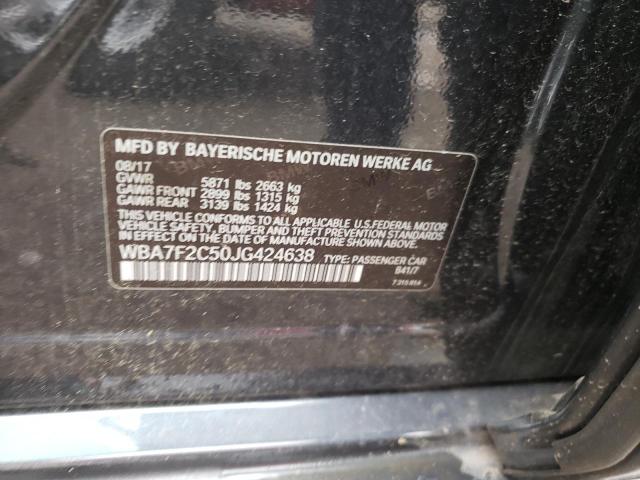 MFD BY BAYERISCHE MOTOREN WERKE AG
08/17
GVWR 5871 lbs 2663 kg
GAWR FRONT 2899 lbs 1315 kg
GAWR REAR 3139 lbs 1424 kg
THIS VEHICLE CONFORMS TO ALL APPLICABLE U.S.FEDERAL MOTOR
VEHICLE SAFETY, BUMPER, AND THEFT PREVENTION STANDARDS
IN EFFECT ON THE DATE OF MANUFACTURE SHOWN ABOVE.
WBA7F2C50JG424638 TYPE: PASSENGER CAR
B41/7